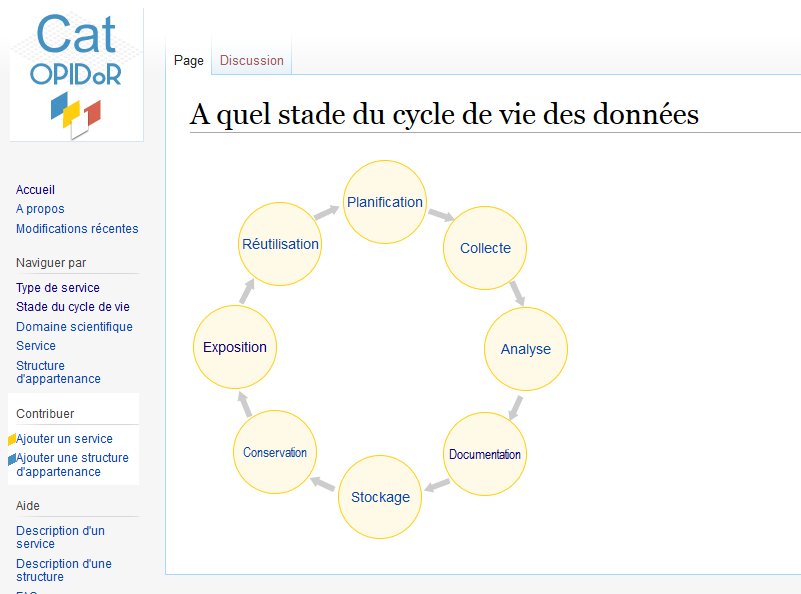 Cat
OPIDoR
Page
Discussion
A quel stade du cycle de vie des données
Accueil
A propos
Modifications récentes
Naviguer par
Type de service
Stade du cycle de vie
Domaine scientifique
Service
Structure
d'appartenance
Contribuer
Ajouter un service
Ajouter une structure
d'appartenance
Aide
Description d'un
service
Description d'une
structure
Planification
Collecte
Analyse
Documentation
Stockage
Conservation
Exposition
Réutilisation